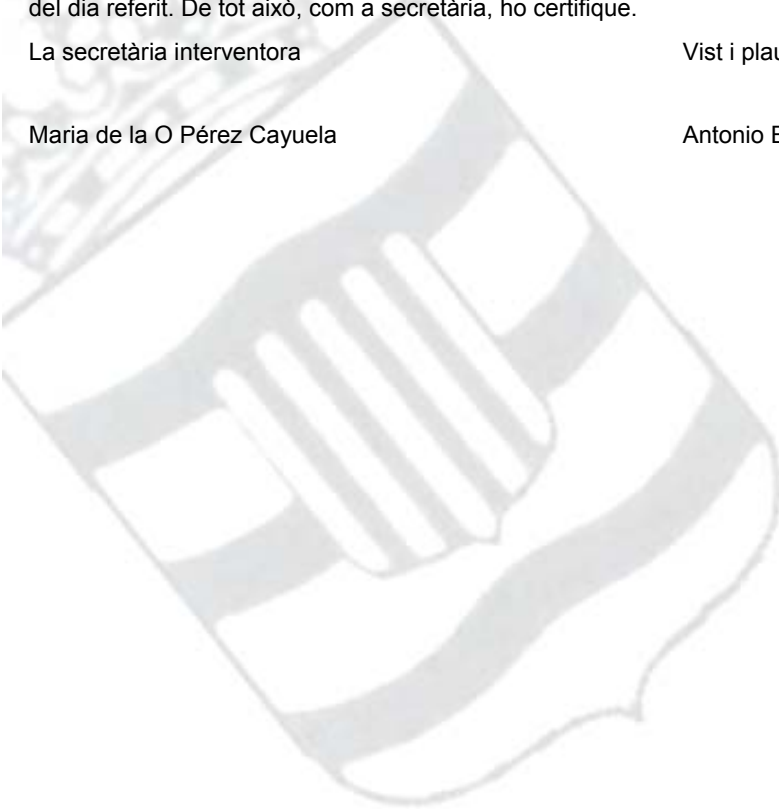 del dia referit. De tot això, com a secretària, ho certifique.
La secretària interventora Vist i
Maria de la O Pérez Cayuela Antonio